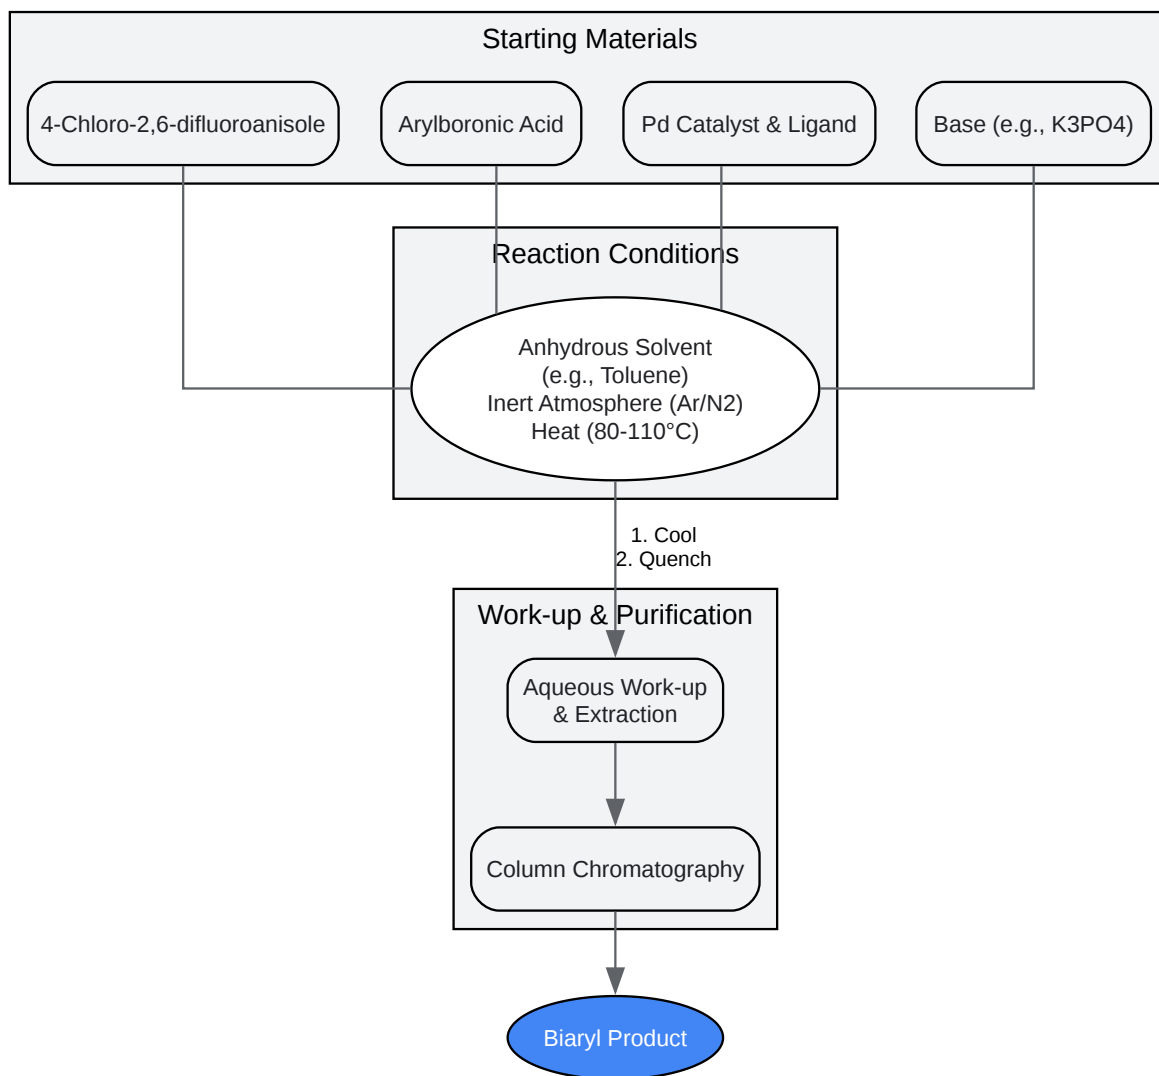 Starting Materials
4-Chloro-2,6-difluoroanisole
Arylboronic Acid
Pd Catalyst & Ligand
Base (e.g., K3PO4)
Reaction Conditions
Anhydrous Solvent
(e.g., Toluene)
Inert Atmosphere (Ar/N2)
Heat (80-110°C)
1. Cool
2. Quench
Work-up & Purification
Aqueous Work-up
& Extraction
Column Chromatography
Biaryl Product